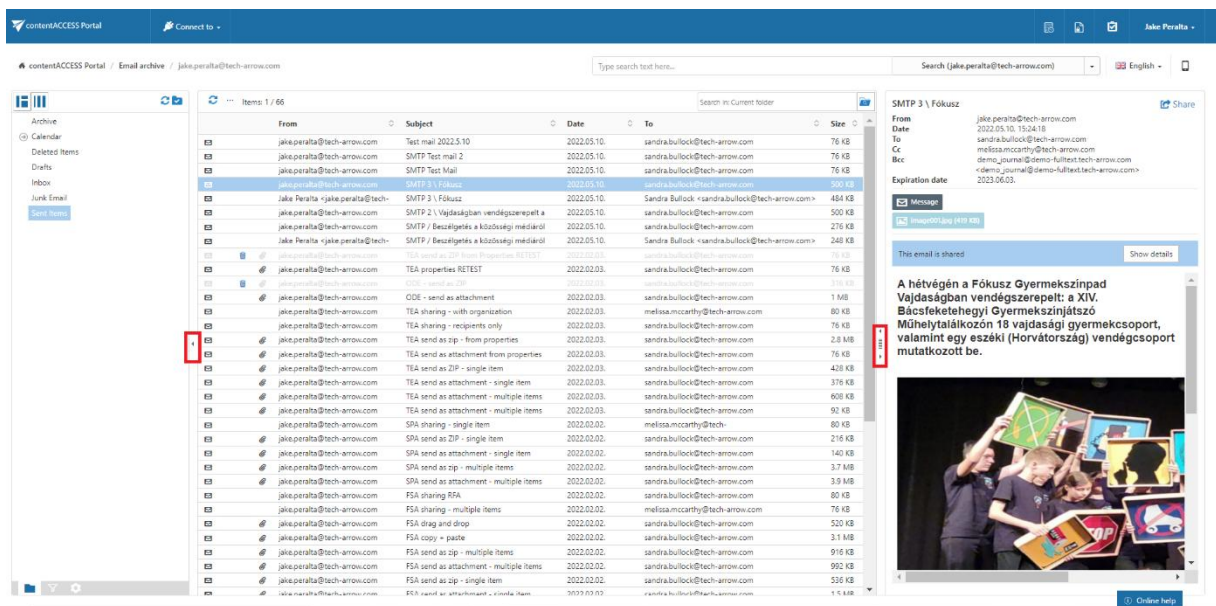 contentACCESS Portal
Connect to
Jake Peralta
contentACCESS Portal / Email archive / jake.peralta@tech-arrow.com
Type search text here...
Search (jake.peralta@tech-arrow.com)
English
Items: 1 / 66
Search in: Current folder
Archive
Calendar
Deleted Items
Drafts
Inbox
Junk Email
Sent Items
From Subject Date To Size
jake.peralta@tech-arrow.com Test mail 2022.5.10 2022.05.10. sandra.bullock@tech-arrow.com 76 KB
jake.peralta@tech-arrow.com SMTP Test mail 2 2022.05.10. sandra.bullock@tech-arrow.com 76 KB
jake.peralta@tech-arrow.com SMTP Test Mail 2022.05.10. sandra.bullock@tech-arrow.com 76 KB
jake.peralta@tech-arrow.com SMTP 3 \ Fókusz 2022.05.10. sandra.bullock@tech-arrow.com 500 KB
Jake Peralta <jake.peralta@tech- SMTP 3 \ Fókusz 2022.05.10. Sandra Bullock <sandra.bullock@tech-arrow.com> 484 KB
jake.peralta@tech-arrow.com SMTP 2 \ Vajdaságban vendégszerepelt a 2022.05.10. sandra.bullock@tech-arrow.com 500 KB
jake.peralta@tech-arrow.com SMTP / Beszélgetés a közösségi médiáról 2022.05.10. sandra.bullock@tech-arrow.com 276 KB
Jake Peralta <jake.peralta@tech- SMTP / Beszélgetés a közösségi médiáról 2022.05.10. Sandra Bullock <sandra.bullock@tech-arrow.com> 248 KB
jake.peralta@tech-arrow.com TEA send as ZIP from Properties RETEST 2022.02.03. sandra.bullock@tech-arrow.com 76 KB
jake.peralta@tech-arrow.com TEA properties RETEST 2022.02.03. sandra.bullock@tech-arrow.com 76 KB
jake.peralta@tech-arrow.com ODE - send as ZIP 2022.02.03. sandra.bullock@tech-arrow.com 316 KB
jake.peralta@tech-arrow.com ODE - send as attachment 2022.02.03. sandra.bullock@tech-arrow.com 1 MB
jake.peralta@tech-arrow.com TEA sharing - with organization 2022.02.03. melissa.mccarthy@tech-arrow.com 80 KB
jake.peralta@tech-arrow.com TEA sharing - recipients only 2022.02.03. sandra.bullock@tech-arrow.com 76 KB
jake.peralta@tech-arrow.com TEA send as zip - from properties 2022.02.03. sandra.bullock@tech-arrow.com 2.8 MB
jake.peralta@tech-arrow.com TEA send as attachment from properties 2022.02.03. sandra.bullock@tech-arrow.com 76 KB
jake.peralta@tech-arrow.com TEA send as ZIP - single item 2022.02.03. sandra.bullock@tech-arrow.com 428 KB
jake.peralta@tech-arrow.com TEA send as attachment - single item 2022.02.03. sandra.bullock@tech-arrow.com 376 KB
jake.peralta@tech-arrow.com TEA send as attachment - multiple items 2022.02.03. sandra.bullock@tech-arrow.com 608 KB
jake.peralta@tech-arrow.com TEA send as attachment - multiple items 2022.02.03. sandra.bullock@tech-arrow.com 92 KB
jake.peralta@tech-arrow.com SPA sharing - single item 2022.02.02. melissa.mccarthy@tech- 80 KB
jake.peralta@tech-arrow.com SPA send as ZIP - single item 2022.02.02. sandra.bullock@tech-arrow.com 216 KB
jake.peralta@tech-arrow.com SPA send as attachment - single item 2022.02.02. sandra.bullock@tech-arrow.com 140 KB
jake.peralta@tech-arrow.com SPA send as zip - multiple items 2022.02.02. sandra.bullock@tech-arrow.com 3.7 MB
jake.peralta@tech-arrow.com SPA send as attachment - multiple items 2022.02.02. sandra.bullock@tech-arrow.com 3.9 MB
jake.peralta@tech-arrow.com FSA sharing RFA 2022.02.02. sandra.bullock@tech-arrow.com 80 KB
jake.peralta@tech-arrow.com FSA sharing - multiple items 2022.02.02. melissa.mccarthy@tech-arrow.com 76 KB
jake.peralta@tech-arrow.com FSA drag and drop 2022.02.02. sandra.bullock@tech-arrow.com 520 KB
jake.peralta@tech-arrow.com FSA copy + paste 2022.02.02. sandra.bullock@tech-arrow.com 3.1 MB
jake.peralta@tech-arrow.com FSA send as zip - multiple items 2022.02.02. sandra.bullock@tech-arrow.com 916 KB
jake.peralta@tech-arrow.com FSA send as attachment - multiple items 2022.02.02. sandra.bullock@tech-arrow.com 992 KB
jake.peralta@tech-arrow.com FSA send as zip - single item 2022.02.02. sandra.bullock@tech-arrow.com 536 KB
jake.peralta@tech-arrow.com FSA send as attachment - single item 2022.02.02. sandra.bullock@tech-arrow.com 1.5 MB
SMTP 3 \ Fókusz
Share
From jake.peralta@tech-arrow.com
Date 2022.05.10. 15:24:18
To sandra.bullock@tech-arrow.com
Cc melissa.mccarthy@tech-arrow.com
Bcc demo_journal@demo-fulltext.tech-arrow.com
<demo_journal@demo-fulltext.tech-arrow.com>
Expiration date 2023.06.03.
Message
image001.jpg (419 KB)
This email is shared
Show details
A hétvégén a Fókusz Gyermekszínpad
Vajdaságban vendégszerepelt: a XIV.
Bácsfeketehegyi Gyermekszinjátszó
Műhelytalálkozón 18 vajdasági gyermekcsoport,
valamint egy eszéki (Horvátország) vendégcsoport
mutatkozott be.
Online help